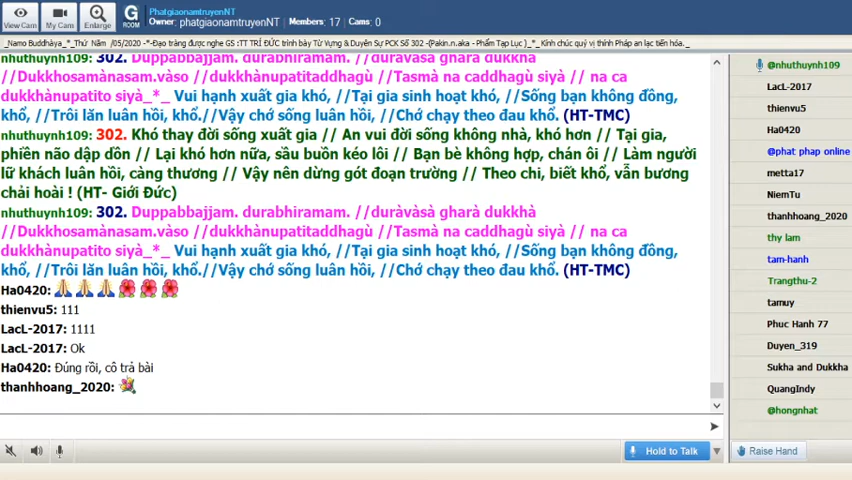 View Cam
My Cam
Enlarge
G
ROOM
PhatgiaonamtruyenNT
Owner: phatgiaonamtruyenNT | Members: 17 | Cams: 0
_Namo Buddhàya_*_Thứ Năm /05/2020 -*-Đạo tràng được nghe GS :TT TRÍ ĐỨC trình bày Từ Vựng & Duyên Sự PCK Số 302 -(Pakin.n.aka - Phẩm Tạp Lục )_*_ Kính chúc quý vị thính Pháp an lạc tiến hóa._
nhuthuynh109: 302. Duppabbajjam. durabhiramam. //duràvàsà gharà dukkhà
//Dukkhosamànasam.vàso //dukkhànupatitaddhagù //Tasmà na caddhagù siyà // na ca
dukkhànupatito siyà_*_ Vui hạnh xuất gia khó, //Tại gia sinh hoạt khó, //Sống bạn không đồng,
khổ, //Trôi lăn luân hồi, khổ.//Vậy chớ sống luân hồi, //Chớ chạy theo đau khổ. (HT-TMC)
nhuthuynh109: 302. Khó thay đời sống xuất gia // An vui đời sống không nhà, khó hơn // Tại gia,
phiền não dập dồn // Lại khó hơn nữa, sầu buồn kéo lôi // Bạn bè không hợp, chán ôi // Làm người
lữ khách luân hồi, càng thương // Vậy nên dừng gót đoạn trường // Theo chi, biết khổ, vẫn bương
chải hoài ! (HT- Giới Đức)
nhuthuynh109: 302. Duppabbajjam. durabhiramam. //duràvàsà gharà dukkhà
//Dukkhosamànasam.vàso //dukkhànupatitaddhagù //Tasmà na caddhagù siyà // na ca
dukkhànupatito siyà_*_ Vui hạnh xuất gia khó, //Tại gia sinh hoạt khó, //Sống bạn không đồng,
khổ, //Trôi lăn luân hồi, khổ.//Vậy chớ sống luân hồi, //Chớ chạy theo đau khổ. (HT-TMC)
Ha0420: 🙏🙏🙏🌺🌺🌺
thienvu5: 111
LacL-2017: 1111
LacL-2017: Ok
Ha0420: Đúng rồi, cô trả bài
thanhhoang_2020: 💐
Hold to Talk
@nhuthuynh109
LacL-2017
thienvu5
Ha0420
@phat phap online
metta17
NiemTu
thanhhoang_2020
thy lam
tam-hanh
Trangthu-2
tamuy
Phuc Hanh 77
Duyen_319
Sukha and Dukkha
QuangIndy
@hongnhat
Raise Hand